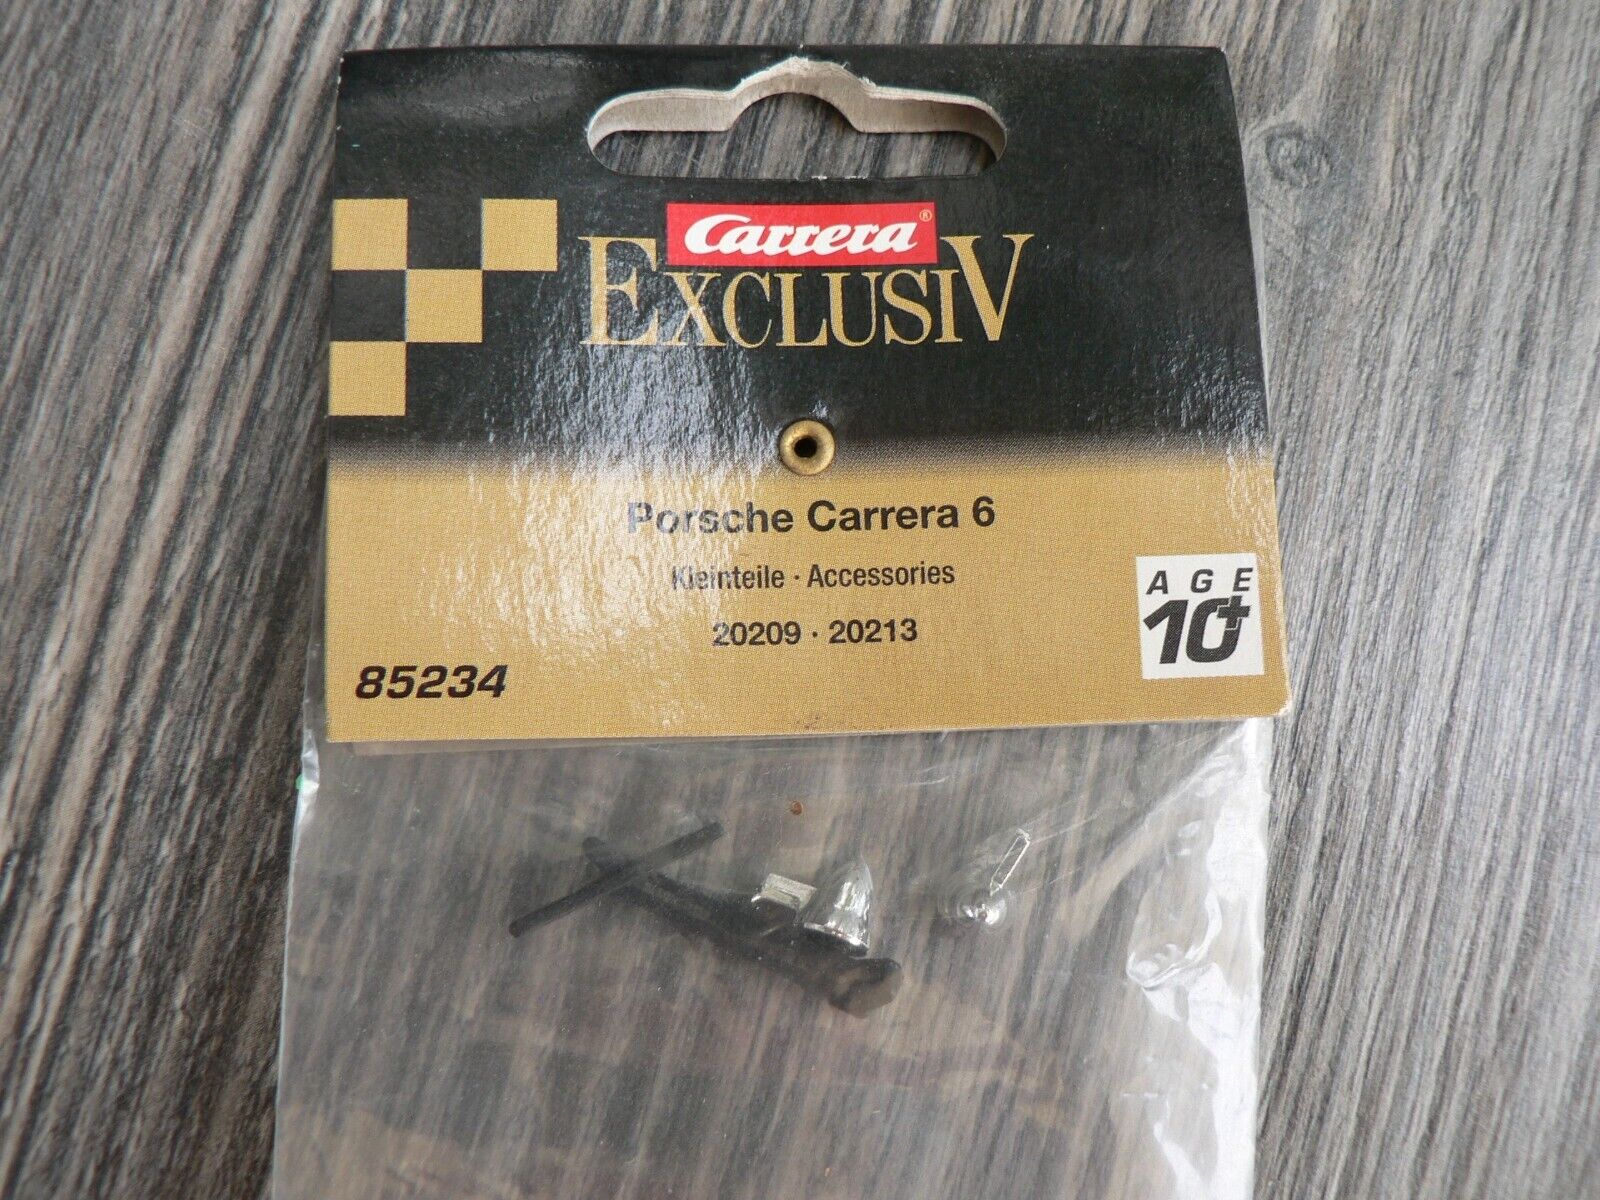 Carrera®
EXCLUSIV
Porsche Carrera 6
Kleinteile · Accessories
20209 · 20213
85234
AGE
10+